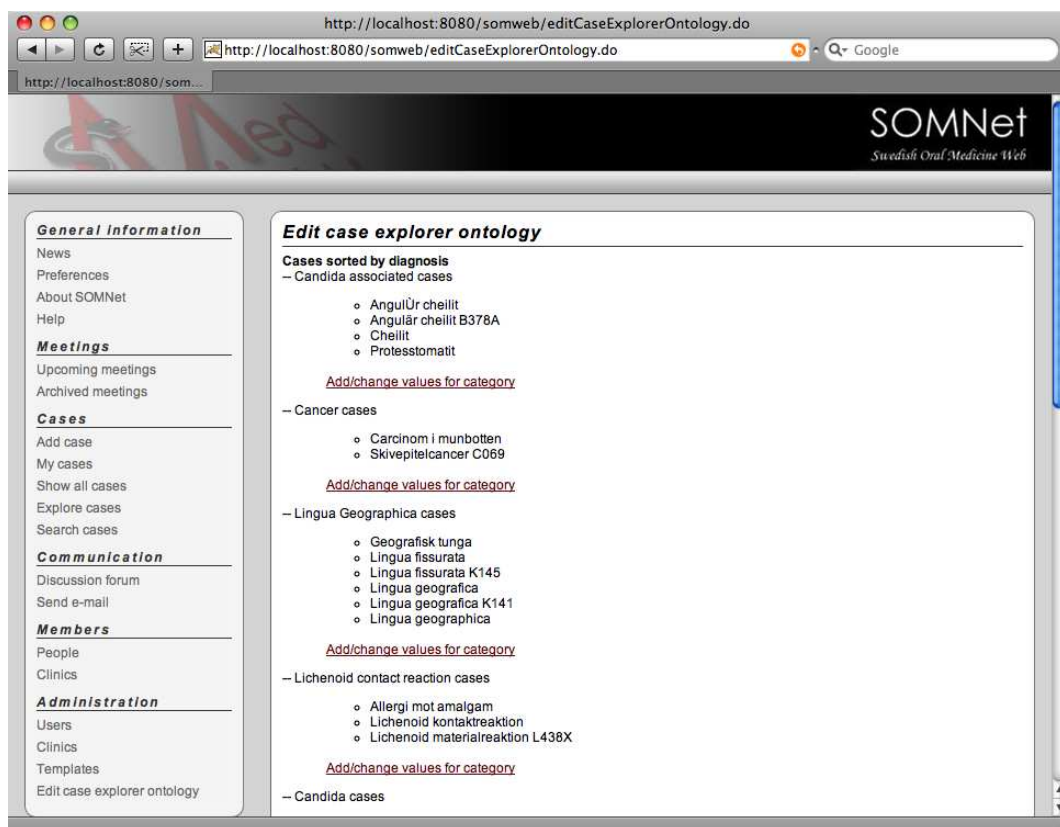 http://localhost:8080/somweb/editCaseExplorerOntology.do
http://localhost:8080/somweb/editCaseExplorerOntology.do
Google
http://localhost:8080/som...
Med
SOMNet
Swedish Oral Medicine Web
General information
News
Preferences
About SOMNet
Help
Meetings
Upcoming meetings
Archived meetings
Cases
Add case
My cases
Show all cases
Explore cases
Search cases
Communication
Discussion forum
Send e-mail
Members
People
Clinics
Administration
Users
Clinics
Templates
Edit case explorer ontology
Edit case explorer ontology
Cases sorted by diagnosis
-- Candida associated cases
AngulÙr cheilit
Angulär cheilit B378A
Cheilit
Protesstomatit
Add/change values for category
-- Cancer cases
Carcinom i munbotten
Skivepitelcancer C069
Add/change values for category
-- Lingua Geographica cases
Geografisk tunga
Lingua fissurata
Lingua fissurata K145
Lingua geografica
Lingua geografica K141
Lingua geographica
Add/change values for category
-- Lichenoid contact reaction cases
Allergi mot amalgam
Lichenoid kontaktreaktion
Lichenoid materialreaktion L438X
Add/change values for category
-- Candida cases